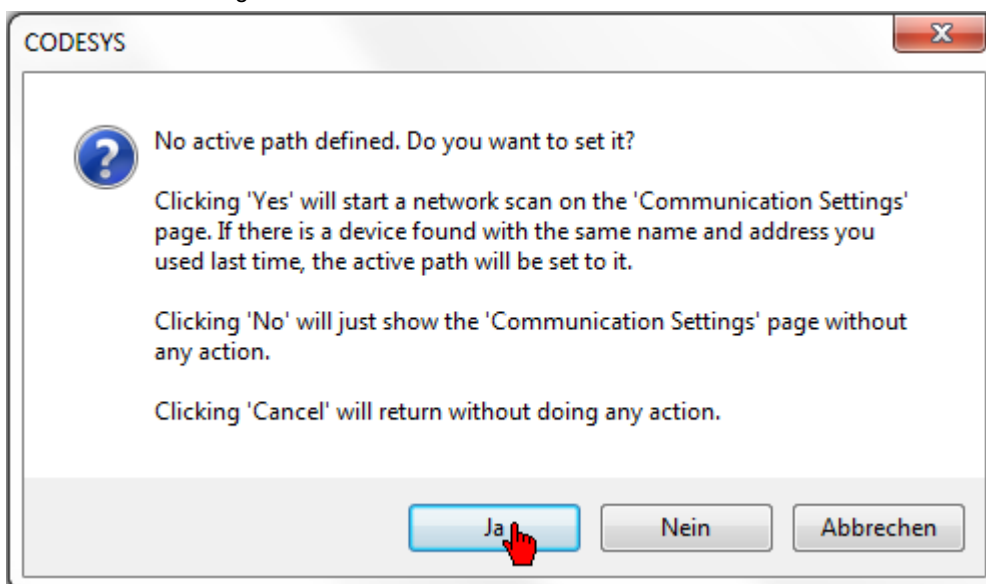 CODESYS
No active path defined. Do you want to set it?
Clicking 'Yes' will start a network scan on the 'Communication Settings'
page. If there is a device found with the same name and address you
used last time, the active path will be set to it.
Clicking 'No' will just show the 'Communication Settings' page without
any action.
Clicking 'Cancel' will return without doing any action.
Ja
Nein
Abbrechen